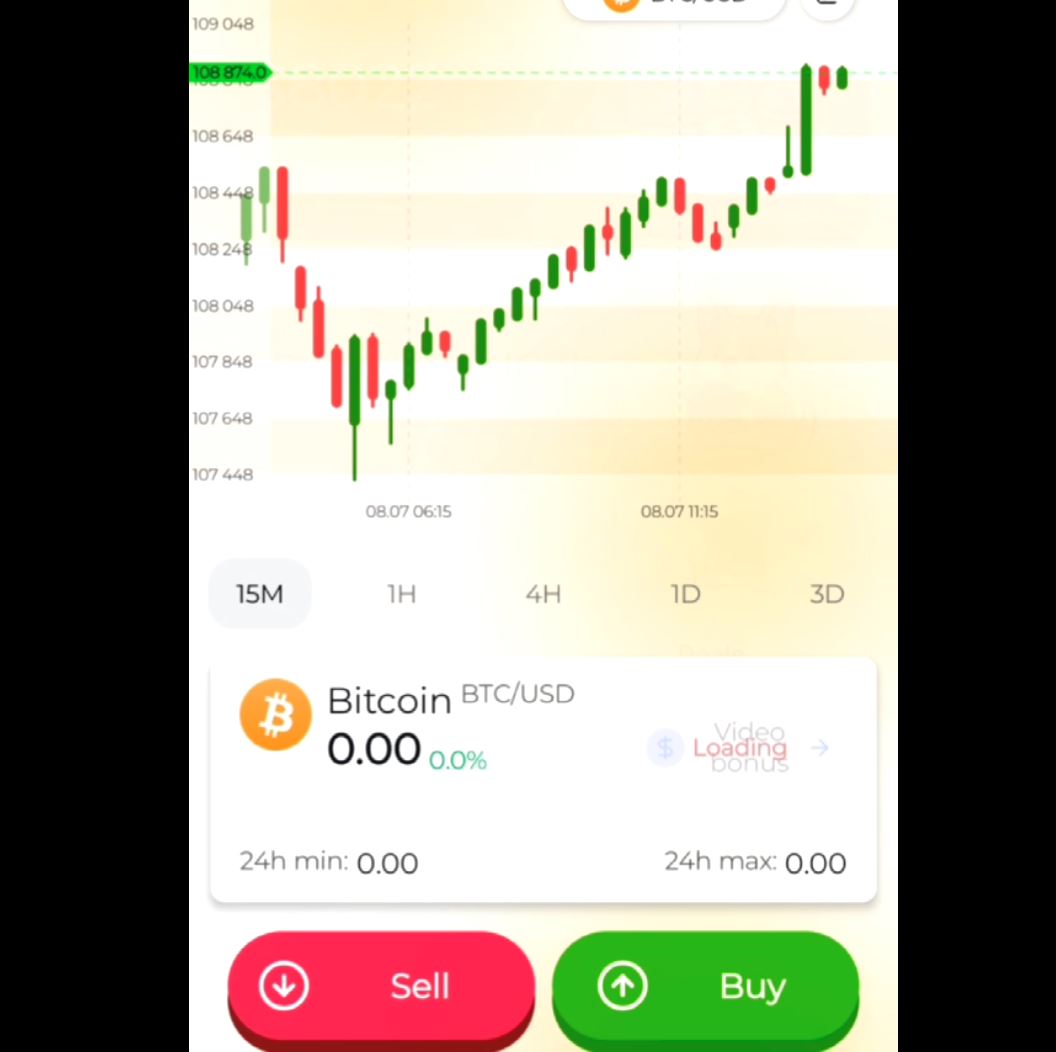 BTC/USD
109 048
108 874.0
108 648
108 448
108 248
108 048
107 848
107 648
107 448
08.07 06:15 08.07 11:15
15M 1H 4H 1D 3D
Bitcoin BTC/USD
0.00 0.0%
$ Video
Loading
bonus
24h min: 0.00 24h max: 0.00
Sell Buy